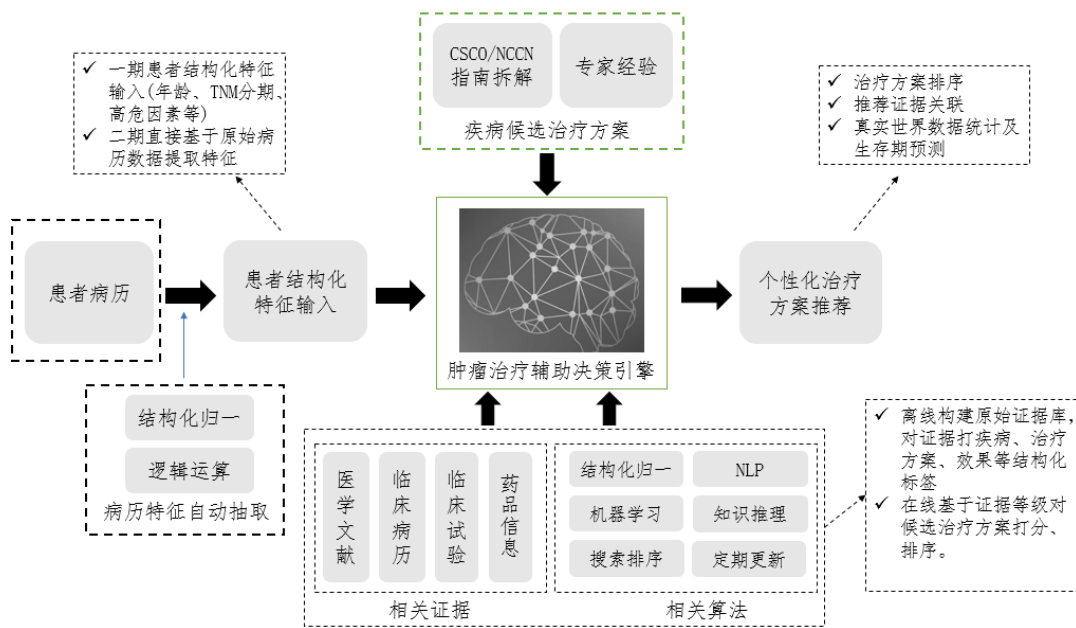 CSCO/NCCN
指南拆解
专家经验
疾病候选治疗方案
✓ 一期患者结构化特征
输入(年龄、TNM分期、
高危因素等)
✓ 二期直接基于原始病
历数据提取特征
✓ 治疗方案排序
✓ 推荐证据关联
✓ 真实世界数据统计及
生存期预测
患者病历
患者结构化
特征输入
肿瘤治疗辅助决策引擎
个性化治疗
方案推荐
结构化归一
逻辑运算
病历特征自动抽取
医学文献
临床病历
临床试验
药品信息
相关证据
结构化归一
NLP
机器学习
知识推理
搜索排序
定期更新
相关算法
✓ 离线构建原始证据库,
对证据打疾病、治疗
方案、效果等结构化
标签
✓ 在线基于证据等级对
候选治疗方案打分、
排序。